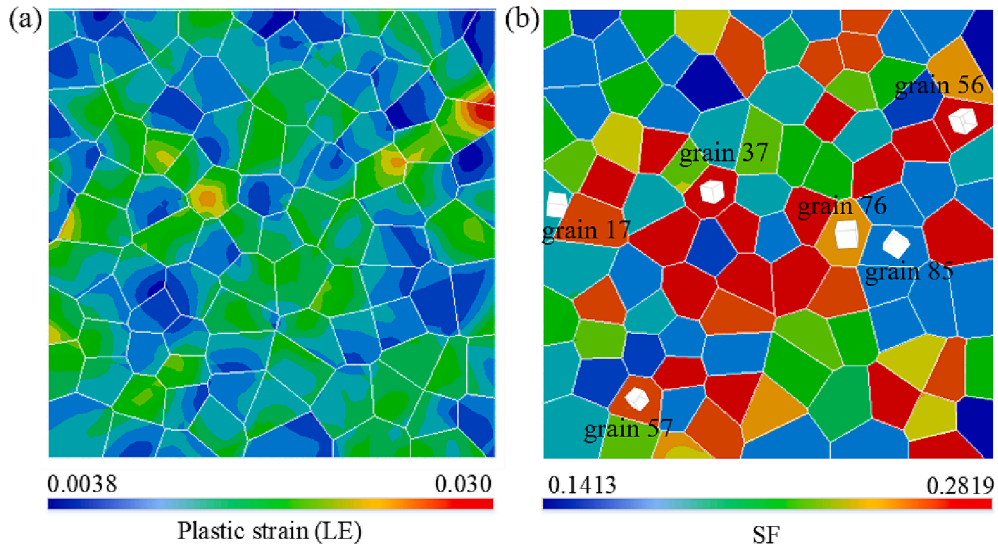 (a)
(b)
grain 56
grain 37
grain 76
grain 17
grain 85
grain 57
0.0038
0.030
0.1413
0.2819
Plastic strain (LE)
SF